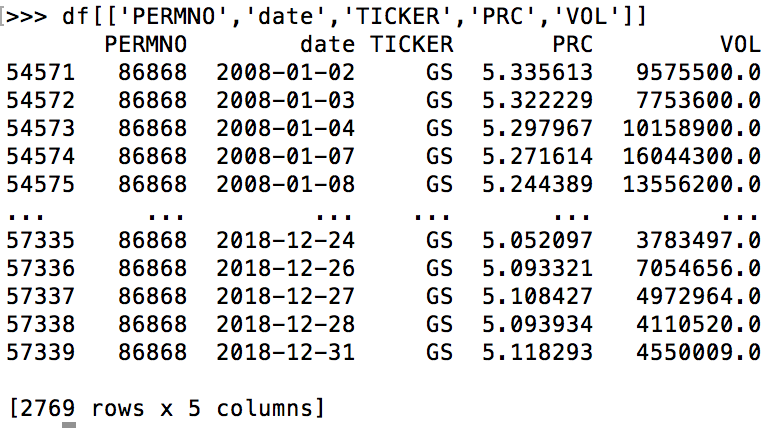 >>> df[['PERMNO','date','TICKER','PRC','VOL']]
PERMNO date TICKER PRC VOL
54571 86868 2008-01-02 GS 5.335613 9575500.0
54572 86868 2008-01-03 GS 5.322229 7753600.0
54573 86868 2008-01-04 GS 5.297967 10158900.0
54574 86868 2008-01-07 GS 5.271614 16044300.0
54575 86868 2008-01-08 GS 5.244389 13556200.0
... ... ... ... ... ...
57335 86868 2018-12-24 GS 5.052097 3783497.0
57336 86868 2018-12-26 GS 5.093321 7054656.0
57337 86868 2018-12-27 GS 5.108427 4972964.0
57338 86868 2018-12-28 GS 5.093934 4110520.0
57339 86868 2018-12-31 GS 5.118293 4550009.0
[2769 rows x 5 columns]